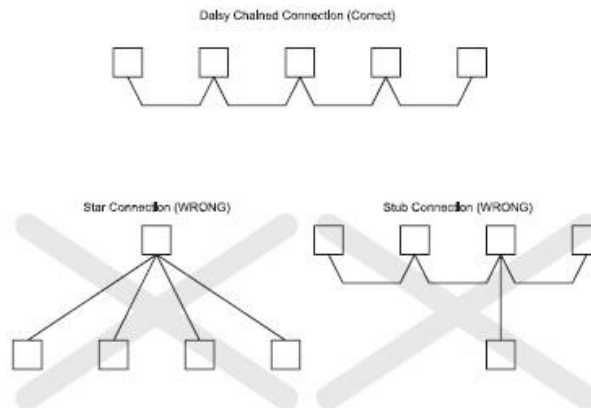 Daisy Chained Connection (Correct)
Star Connection (WRONG)
Stub Connection (WRONG)